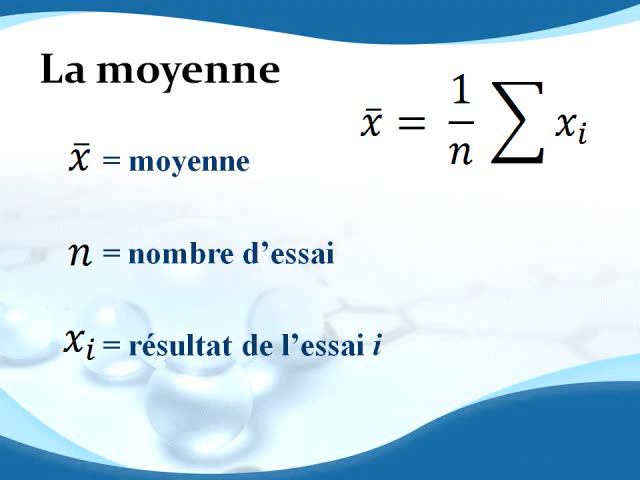 La moyenne
x̄ = 1/n ∑ xᵢ
x̄ = moyenne
n = nombre d’essai
xᵢ = résultat de l’essai i